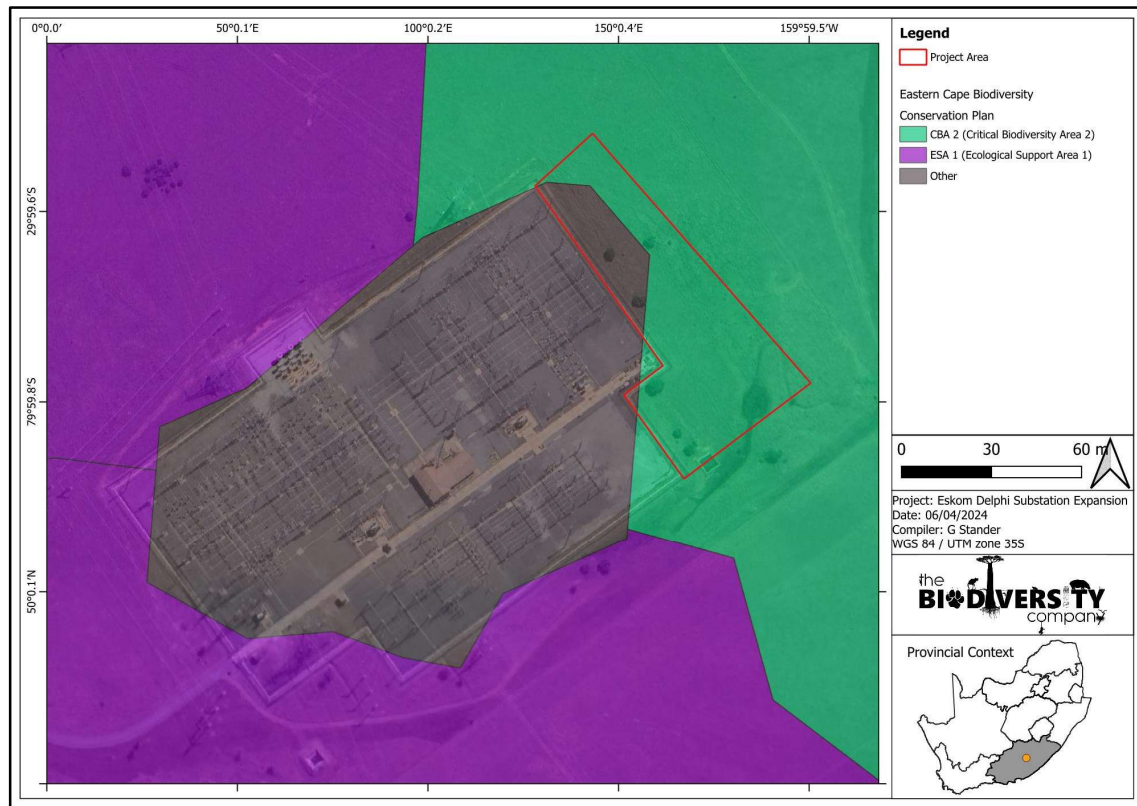 0°0.0′
50°0.1′E
100°0.2′E
150°0.4′E
159°59.5′W
29°59.6′S
79°59.8′S
50°0.1′N
Legend
Project Area
Eastern Cape Biodiversity
Conservation Plan
CBA 2 (Critical Biodiversity Area 2)
ESA 1 (Ecological Support Area 1)
Other
0 30 60 m
Project: Eskom Delphi Substation Expansion
Date: 06/04/2024
Compiler: G Stander
WGS 84 / UTM zone 35S
the
BIODIVERSITY
company
Provincial Context